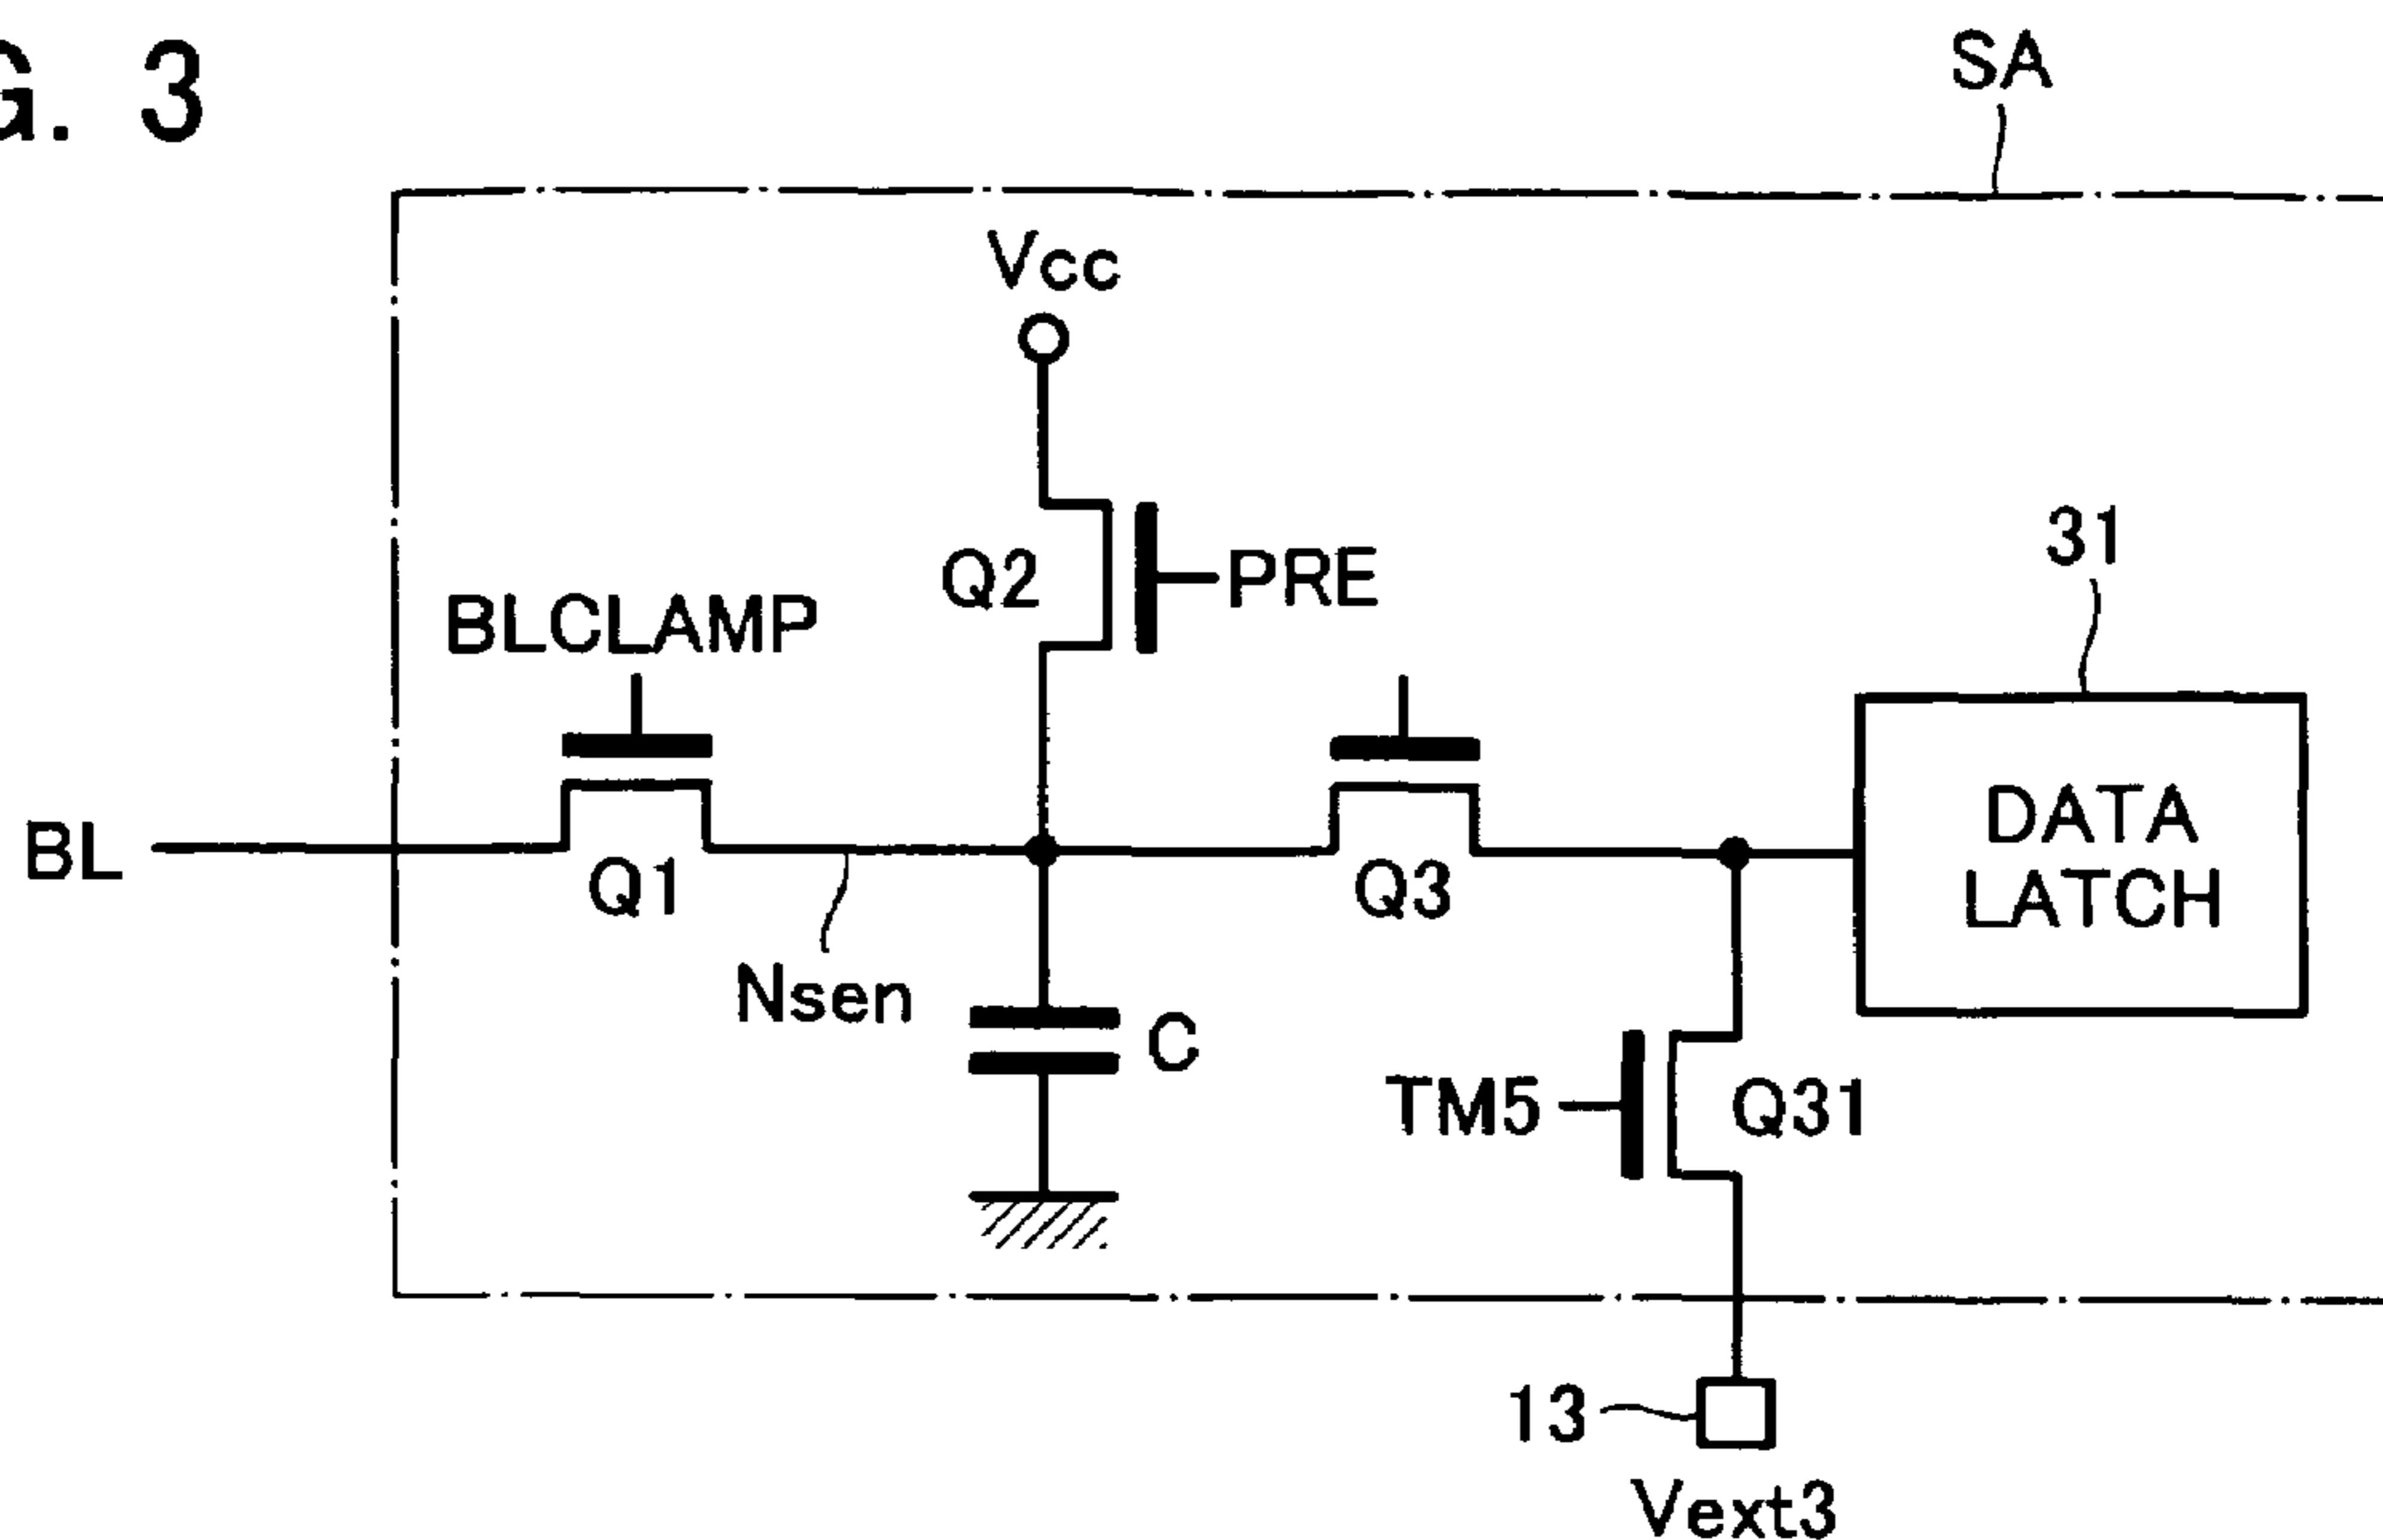 G. 3
SA
Vcc
31
Q2
PRE
BLCLAMP
DATA
LATCH
BL
Q1
Q3
Nsen
C
TM5
Q31
13
Vext3